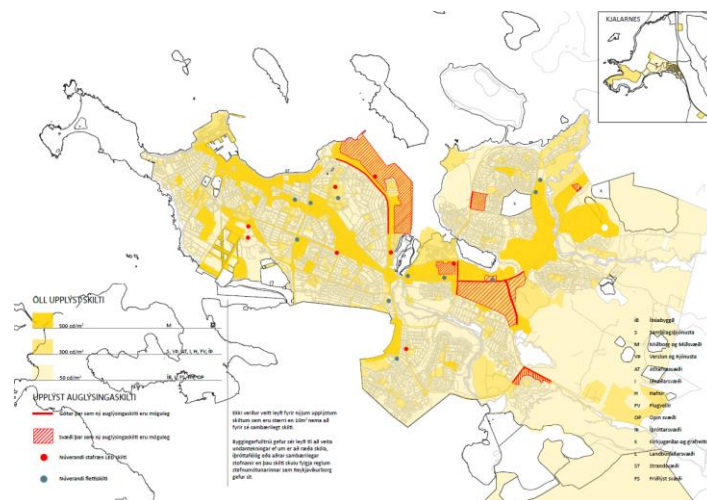 KJALARNES
ST
S
K
ÖLL UPPLÝST SKILTI
500 cd/m²
M
300 cd/m²
50 cd/m²
UPPLÝST AUGLÝSINGASKILTI
Götur þar sem ný auglýsingaskilti eru möguleg
Svæði þar sem ný auglýsingaskilti eru möguleg
Núverandi stafræn LED skilti
Núverandi flettiskilti
Ekki verður veitt leyfi fyrir nýjum upplýstum
skiltum sem eru stærri en 10m² nema að
fyrir sé sambærilegt skilti.
Byggingarfulltrúi gefur sér leyfi til að veita
undantekningar ef um er að ræða skóla,
íþróttafélög eða aðrar sambærilegar
stofnanir en þau skilti skulu fylgja reglum
stefnumótunarinnar sem Reykjavíkurborg
gefur út.
ÍB Íbúabyggð
S Samfélagsþjónusta
M Miðborg og Miðsvæði
VÞ Verslun og Þjónusta
AT Athafnasvæði
I Iðnaðarsvæði
H Hafnir
FV Flugvellir
OP Opin svæði
ÍÞ Íþróttasvæði
K Kirkjugarðar og grafreitir
L Landbúnaðarsvæði
ST Strandsvæði
FS Friðlýst svæði